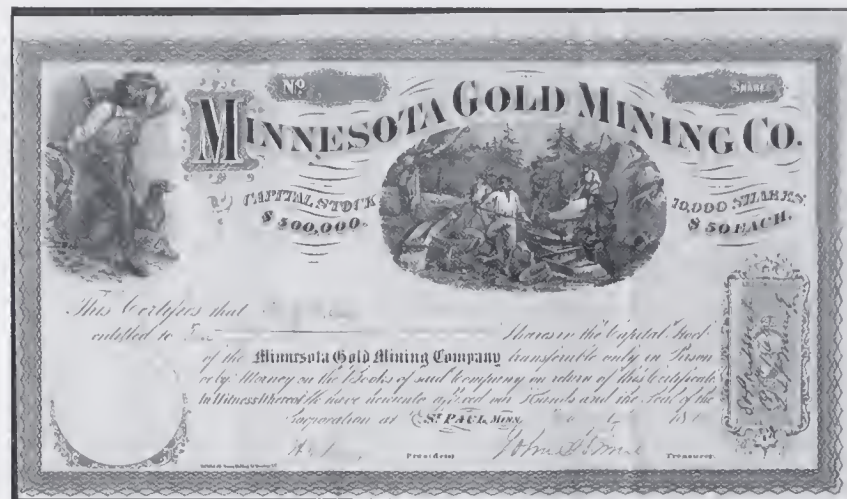 No. SHARES
MINNESOTA GOLD MINING CO.
CAPITAL STOCK 10,000 SHARES.
$500,000. $50 EACH.
This Certifies that
entitled to Shares in the Capital Stock
of the Minnesota Gold Mining Company transferible only in Person
or by Attorney on the Books of said Company on return of this Certificate.
In Witness Whereof We have hereunto affixed our Hands and the Seal of the
Corporation at ST PAUL, MINN.
President Treasurer.